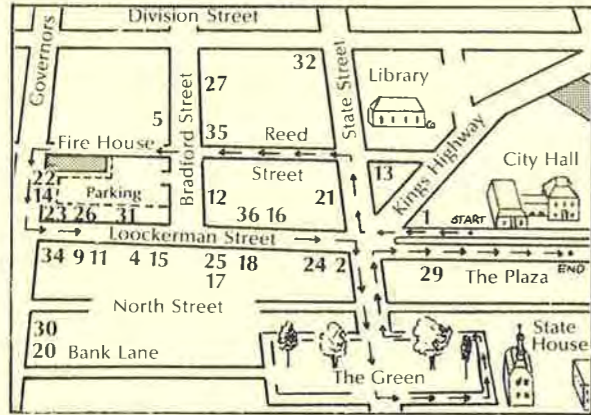 Division Street
Governors
Bradford Street
State Street
Kings Highway
32
27
Library
5
35
Reed
Fire House
City Hall
13
22
Parking
14
12
Street
21
23 26 31
36 16
1 START
Loockerman Street
34 9 11 4 15 25 18 24 2
17
29 The Plaza
END
North Street
30
State
House
20 Bank Lane
The Green